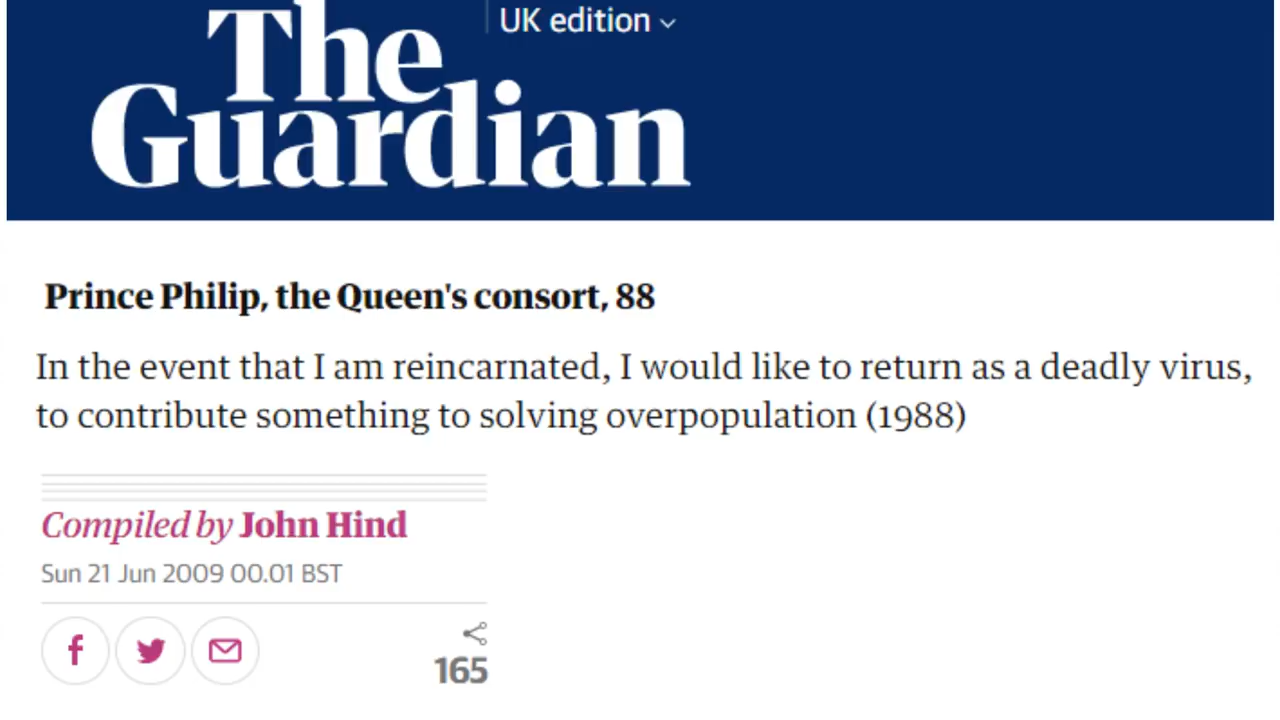 UK edition
The
Guardian
Prince Philip, the Queen's consort, 88
In the event that I am reincarnated, I would like to return as a deadly virus,
to contribute something to solving overpopulation (1988)
Compiled by John Hind
Sun 21 Jun 2009 00.01 BST
165